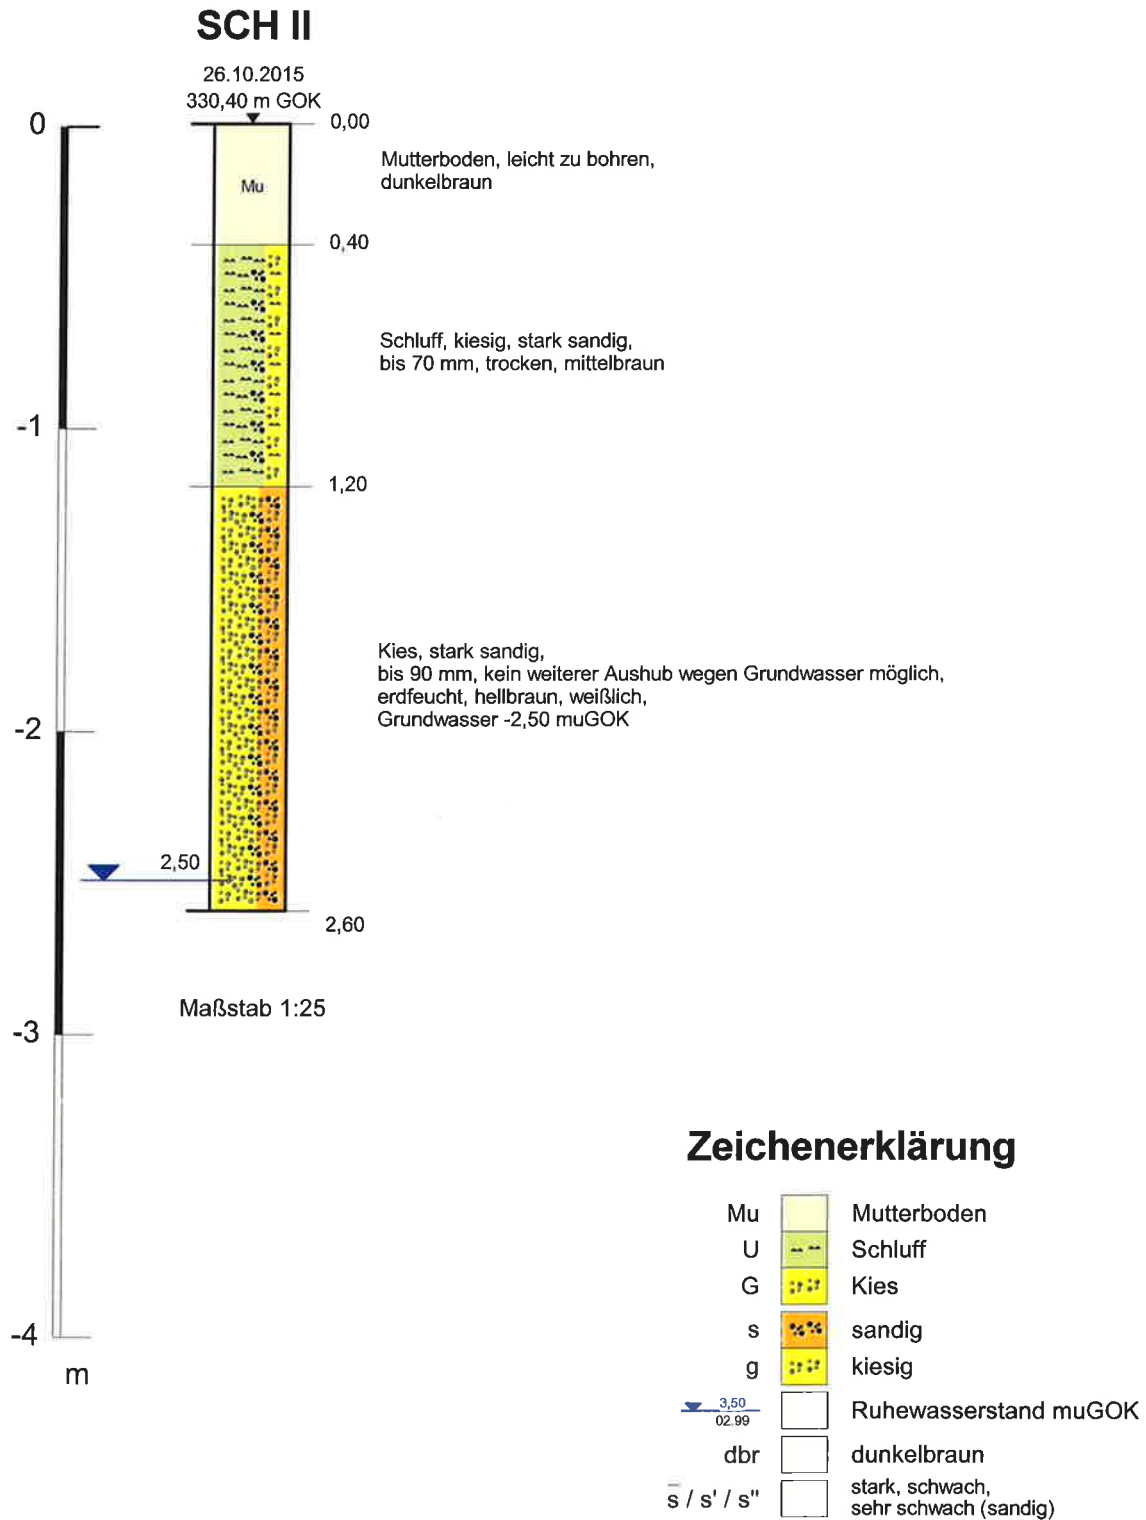 SCH II
26.10.2015
330,40 m GOK
0
0,00
Mutterboden, leicht zu bohren,
dunkelbraun
Mu
0,40
Schluff, kiesig, stark sandig,
bis 70 mm, trocken, mittelbraun
-1
1,20
Kies, stark sandig,
bis 90 mm, kein weiterer Aushub wegen Grundwasser möglich,
erdfeucht, hellbraun, weißlich,
Grundwasser -2,50 muGOK
-2
2,50
2,60
Maßstab 1:25
-3
-4
m
Zeichenerklärung
Mu Mutterboden
U Schluff
G Kies
s sandig
g kiesig
3,50
02.99
Ruhewasserstand muGOK
dbr dunkelbraun
s̅ / s' / s" stark, schwach,
sehr schwach (sandig)